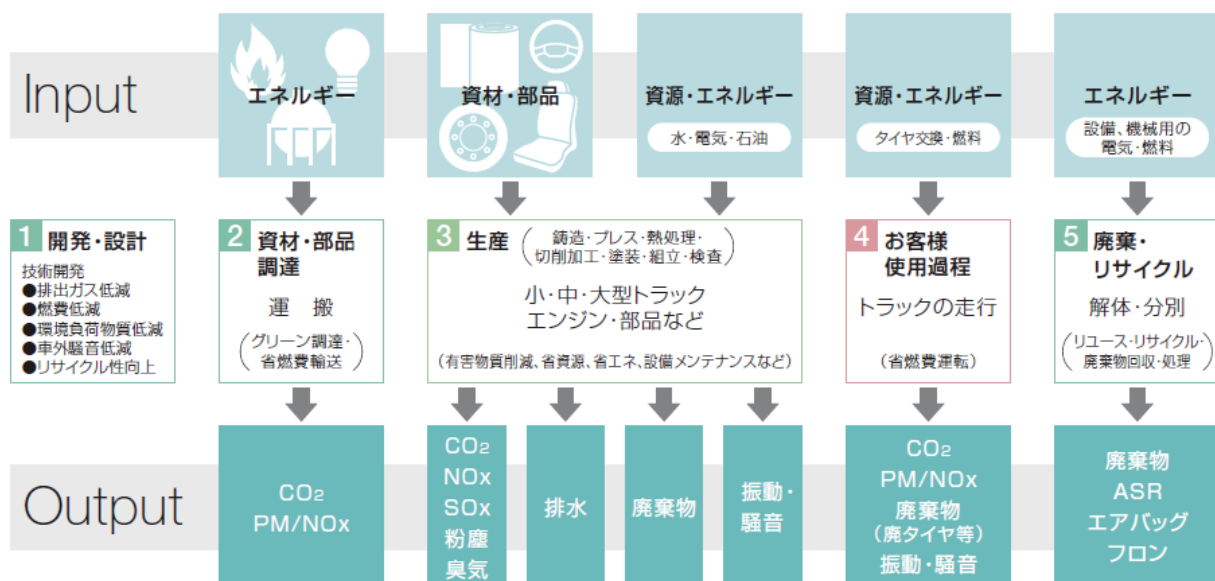 Input
エネルギー
資材・部品
資源・エネルギー
水・電気・石油
資源・エネルギー
タイヤ交換・燃料
エネルギー
設備、機械用の
電気・燃料
1 開発・設計
技術開発
●排出ガス低減
●燃費低減
●環境負荷物質低減
●車外騒音低減
●リサイクル性向上
2 資材・部品
調達
運搬
(グリーン調達・
省燃費輸送)
3 生産 (鋳造・プレス・熱処理・
切削加工・塗装・組立・検査)
小・中・大型トラック
エンジン・部品など
(有害物質削減、省資源、省エネ、設備メンテナンスなど)
4 お客様
使用過程
トラックの走行
(省燃費運転)
5 廃棄・
リサイクル
解体・分別
(リユース・リサイクル・
廃棄物回収・処理)
Output
CO2
PM/NOx
CO2
NOx
SOx
粉塵
臭気
排水
廃棄物
振動・
騒音
CO2
PM/NOx
廃棄物
(廃タイヤ等)
振動・騒音
廃棄物
ASR
エアバッグ
フロン